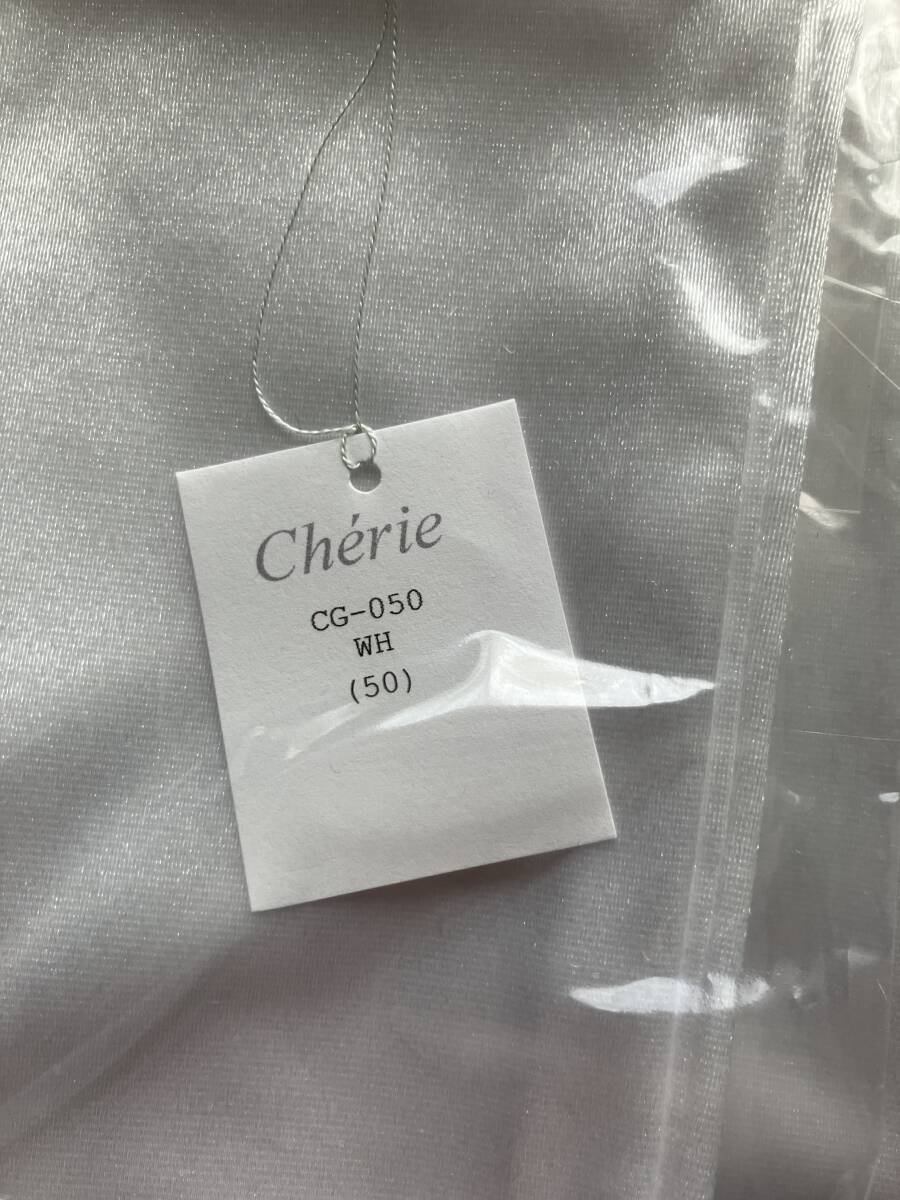 Chérie
CG-050
WH
(50)